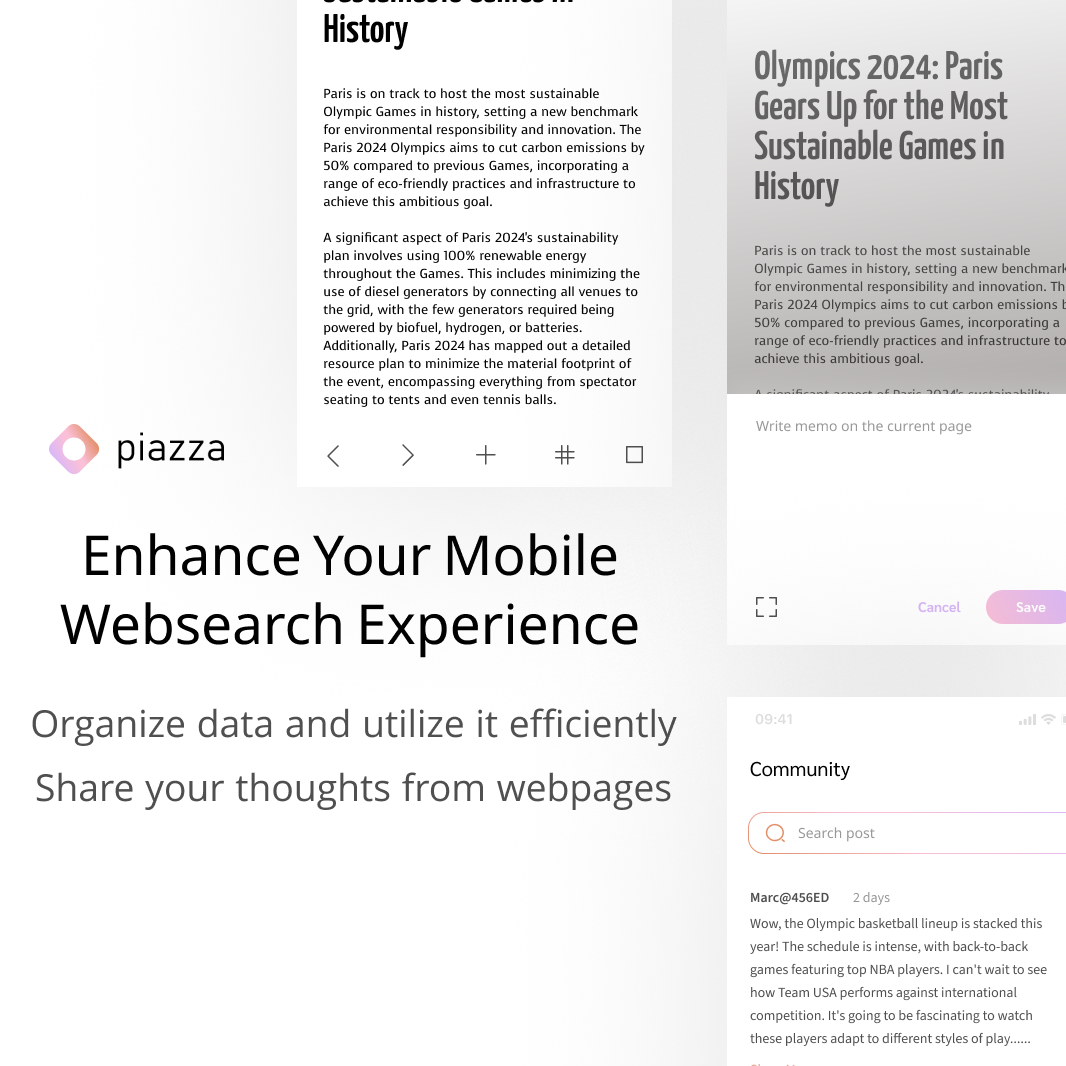 History
Paris is on track to host the most sustainable
Olympic Games in history, setting a new benchmark
for environmental responsibility and innovation. The
Paris 2024 Olympics aims to cut carbon emissions by
50% compared to previous Games, incorporating a
range of eco-friendly practices and infrastructure to
achieve this ambitious goal.
A significant aspect of Paris 2024's sustainability
plan involves using 100% renewable energy
throughout the Games. This includes minimizing the
use of diesel generators by connecting all venues to
the grid, with the few generators required being
powered by biofuel, hydrogen, or batteries.
Additionally, Paris 2024 has mapped out a detailed
resource plan to minimize the material footprint of
the event, encompassing everything from spectator
seating to tents and even tennis balls.
piazza
Enhance Your Mobile
Websearch Experience
Organize data and utilize it efficiently
Share your thoughts from webpages
Olympics 2024: Paris
Gears Up for the Most
Sustainable Games in
History
Paris is on track to host the most sustainable
Olympic Games in history, setting a new benchmark
for environmental responsibility and innovation. Th
Paris 2024 Olympics aims to cut carbon emissions b
50% compared to previous Games, incorporating a
range of eco-friendly practices and infrastructure to
achieve this ambitious goal.
A significant aspect of Paris 2024's sustainability
Write memo on the current page
Cancel Save
09:41
Community
Search post
Marc@456ED 2 days
Wow, the Olympic basketball lineup is stacked this
year! The schedule is intense, with back-to-back
games featuring top NBA players. I can't wait to see
how Team USA performs against international
competition. It's going to be fascinating to watch
these players adapt to different styles of play......